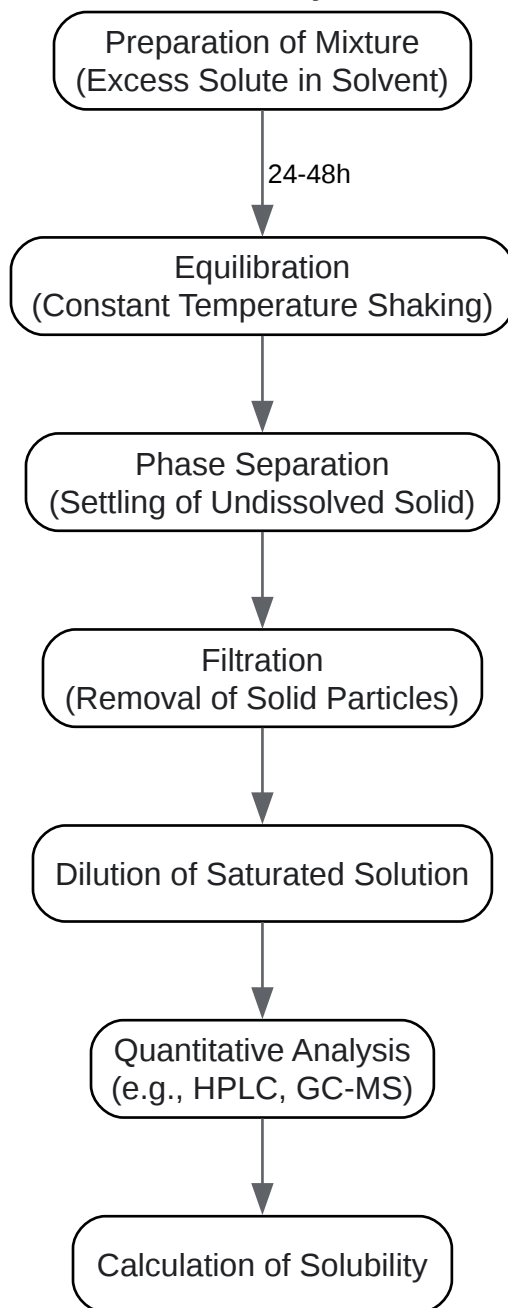 Preparation of Mixture
(Excess Solute in Solvent)
24-48h
Equilibration
(Constant Temperature Shaking)
Phase Separation
(Settling of Undissolved Solid)
Filtration
(Removal of Solid Particles)
Dilution of Saturated Solution
Quantitative Analysis
(e.g., HPLC, GC-MS)
Calculation of Solubility